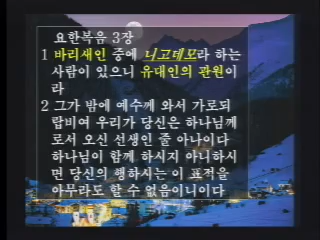 요한복음 3장
1 바리새인 중에 니고데모라 하는
사람이 있으니 유대인의 관원이
라
2 그가 밤에 예수께 와서 가로되
랍비여 우리가 당신은 하나님께
로서 오신 선생인 줄 아나이다
하나님이 함께 하시지 아니하시
면 당신의 행하시는 이 표적을
아무라도 할 수 없음이니이다